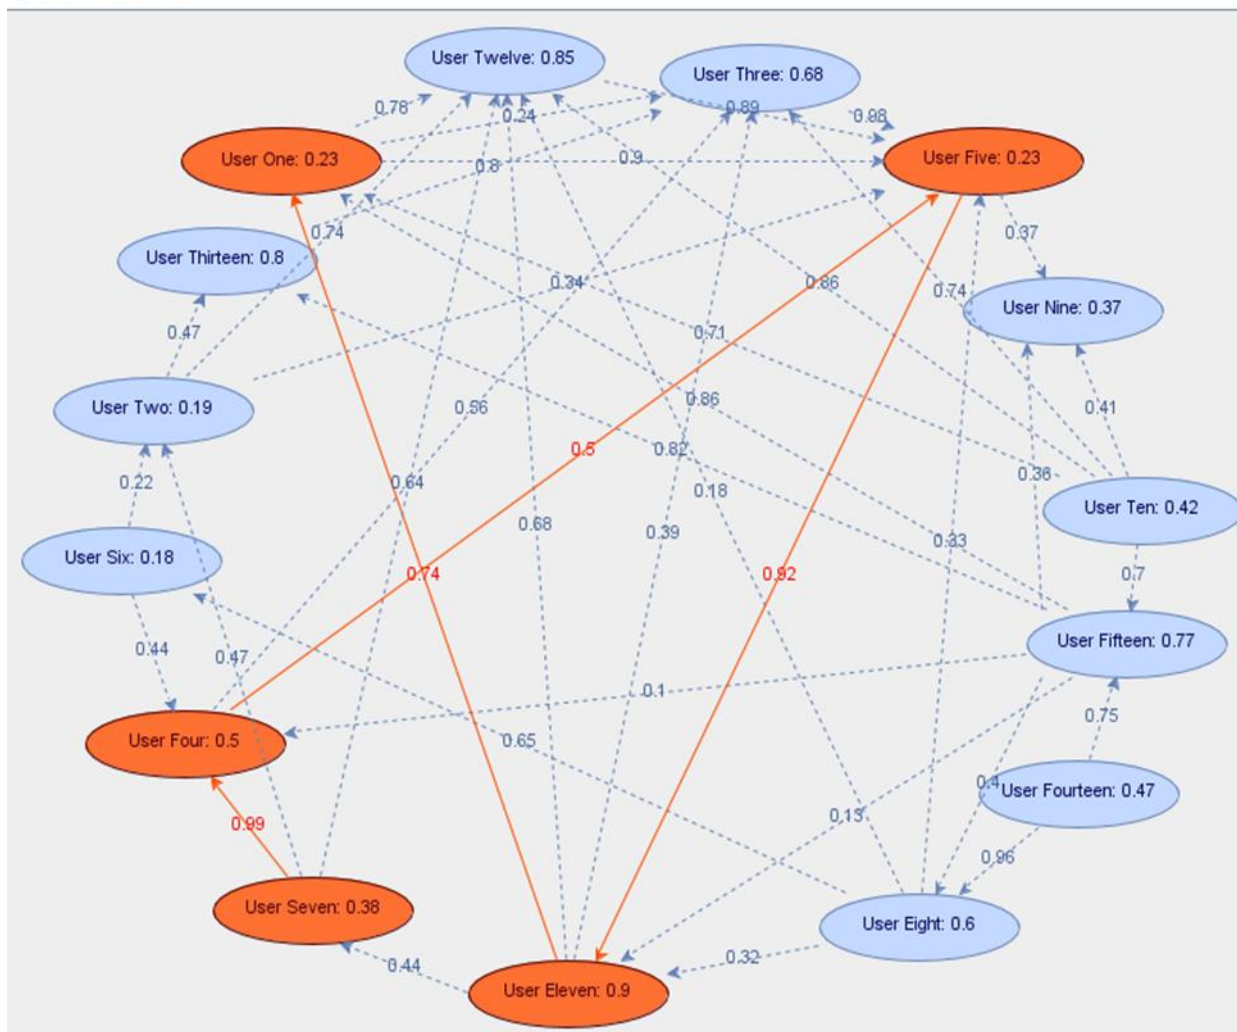 User Twelve: 0.85
User Three: 0.68
0.78
0.24
0.89
0.98
User One: 0.23
0.8
0.9
User Five: 0.23
0.74
0.37
User Thirteen: 0.8
0.34
0.86
0.74
User Nine: 0.37
0.47
0.71
User Two: 0.19
0.56
0.86
0.41
0.5
0.82
0.36
0.22
0.64
0.18
User Ten: 0.42
0.68
0.39
0.33
User Six: 0.18
0.74
0.92
0.7
0.44
0.47
User Fifteen: 0.77
0.1
0.75
User Four: 0.5
0.65
0.4
User Fourteen: 0.47
0.99
0.13
0.96
User Seven: 0.38
User Eight: 0.6
0.44
0.32
User Eleven: 0.9